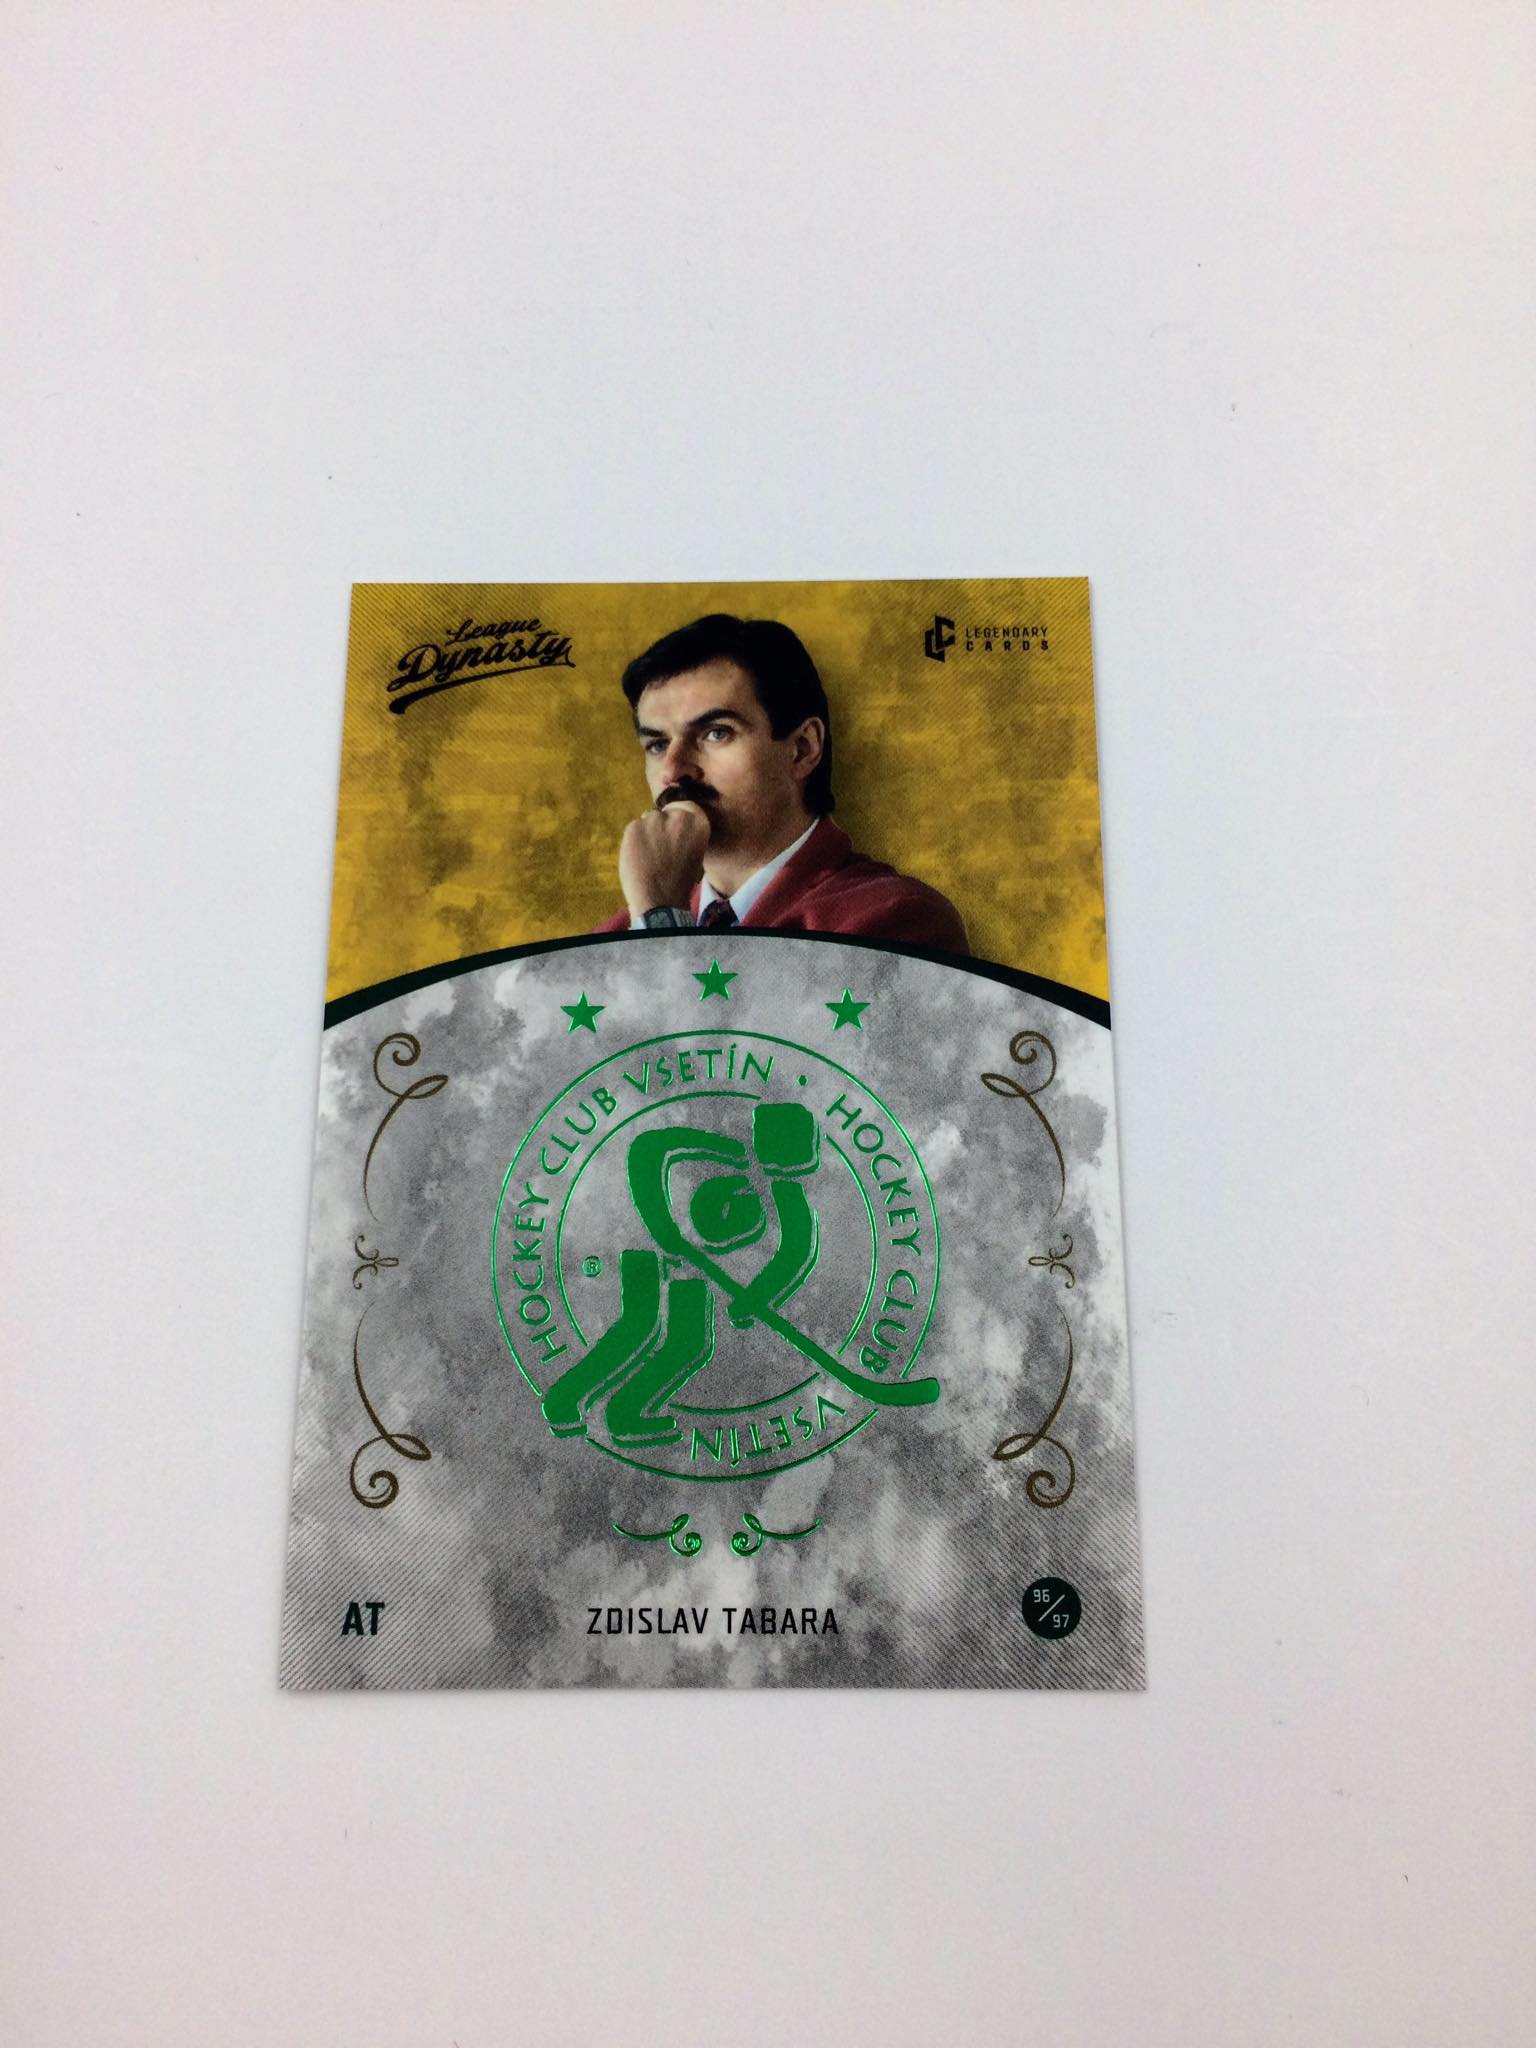 League
Dynasty
LEGENDARY
CARDS
HOCKEY CLUB VSETÍN • HOCKEY CLUB VSETÍN
®
AT
ZDISLAV TABARA
96/97